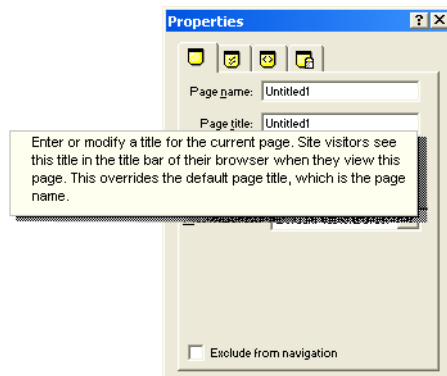 Properties
Page name: Untitled1
Page title: Untitled1
Enter or modify a title for the current page. Site visitors see
this title in the title bar of their browser when they view this
page. This overrides the default page title, which is the page
name.
Exclude from navigation